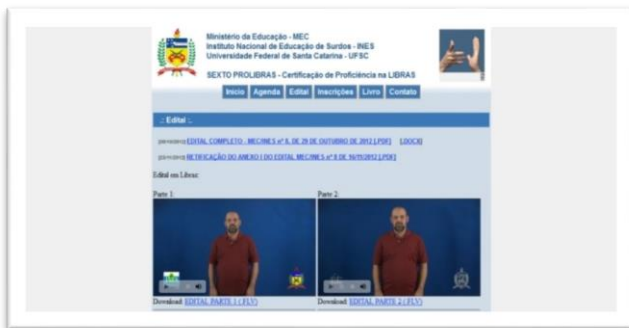 Ministério da Educação - MEC
Instituto Nacional de Educação de Surdos - INES
Universidade Federal de Santa Catarina - UFSC
SEXTO PROLIBRAS - Certificação de Proficiência na LIBRAS
Início Agenda Edital Inscrições Livro Contato
.: Edital :.
EDITAL COMPLETO - MEC/INES nº 8, DE 29 DE OUTUBRO DE 2012 [.PDF] [.DOCX]
RETIFICAÇÃO DO ANEXO I DO EDITAL MEC/INES nº 8 DE 16/11/2012 [.PDF]
Edital em Libras:
Parte 1: Parte 2:
Download: EDITAL PARTE 1 (.FLV) Download: EDITAL PARTE 2 (.FLV)